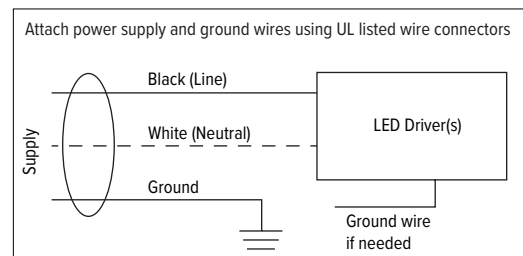 Attach power supply and ground wires using UL listed wire connectors
Black (Line)
White (Neutral)
LED Driver(s)
Supply
Ground
Ground wire
if needed